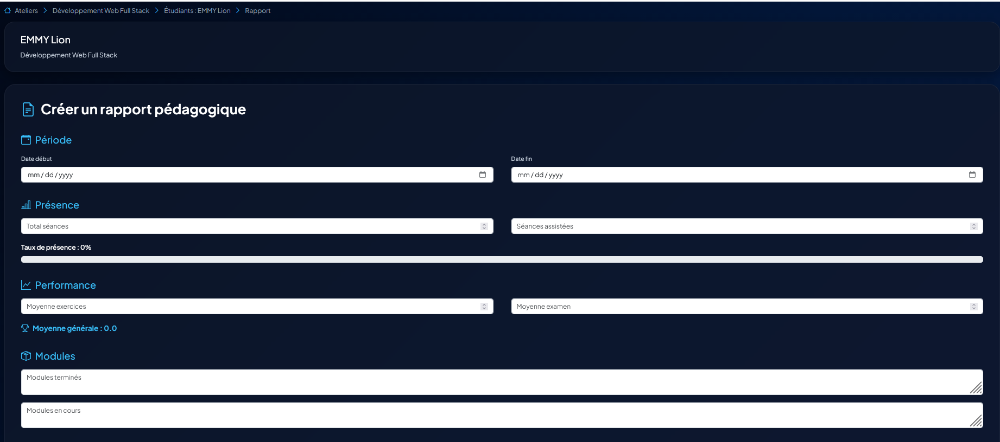 Ateliers > Développement Web Full Stack > Étudiants : EMMY Lion > Rapport
EMMY Lion
Développement Web Full Stack
Créer un rapport pédagogique
Période
Date début
Date fin
mm / dd / yyyy
mm / dd / yyyy
Présence
Total séances
Séances assistées
Taux de présence : 0%
Performance
Moyenne exercices
Moyenne examen
Moyenne générale : 0.0
Modules
Modules terminés
Modules en cours